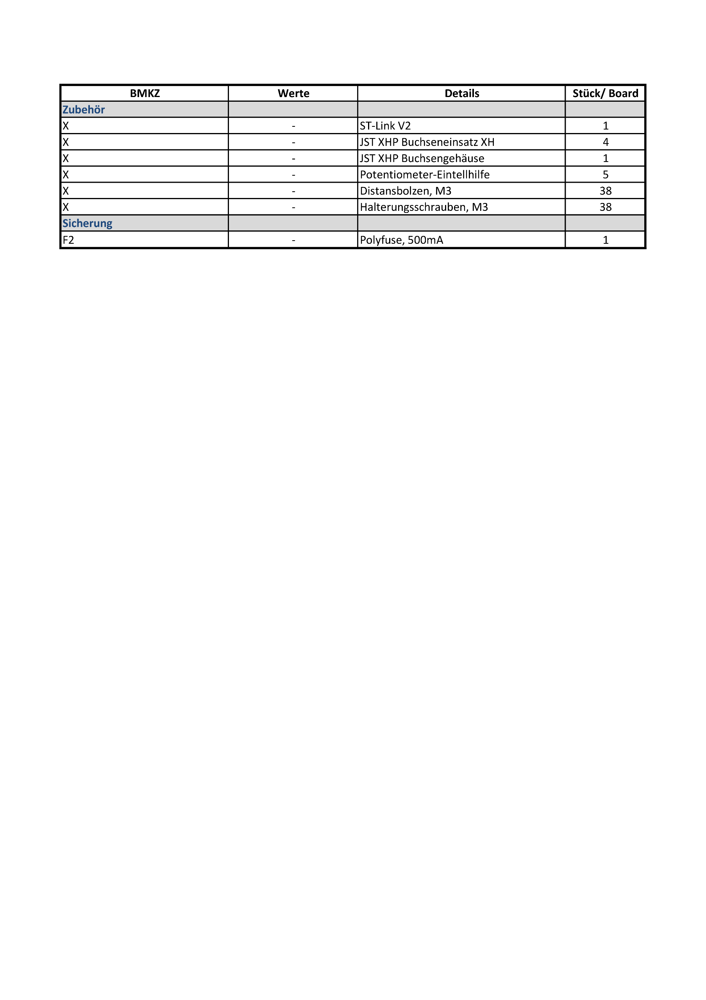 BMKZ Werte Details Stück/ Board
Zubehör
X - ST-Link V2 1
X - JST XHP Buchseneinsatz XH 4
X - JST XHP Buchsengehäuse 1
X - Potentiometer-Eintellhilfe 5
X - Distansbolzen, M3 38
X - Halterungsschrauben, M3 38
Sicherung
F2 - Polyfuse, 500mA 1